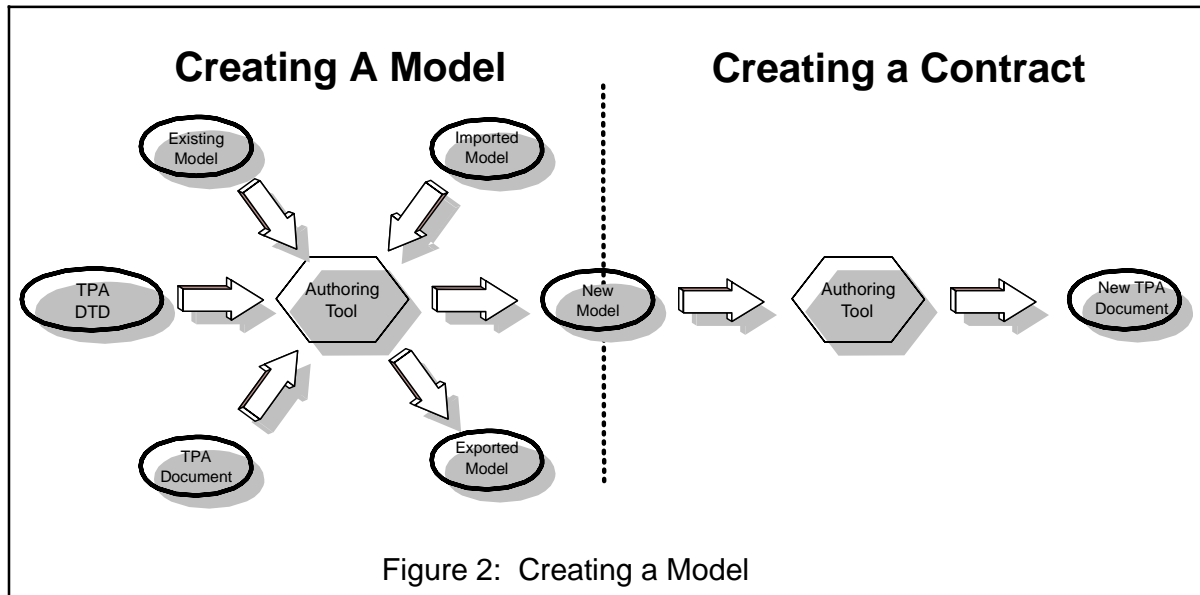 Creating A Model
Creating a Contract
Existing
Model
Imported
Model
TPA
DTD
Authoring
Tool
New
Model
Authoring
Tool
New TPA
Document
TPA
Document
Exported
Model
Figure 2: Creating a Model